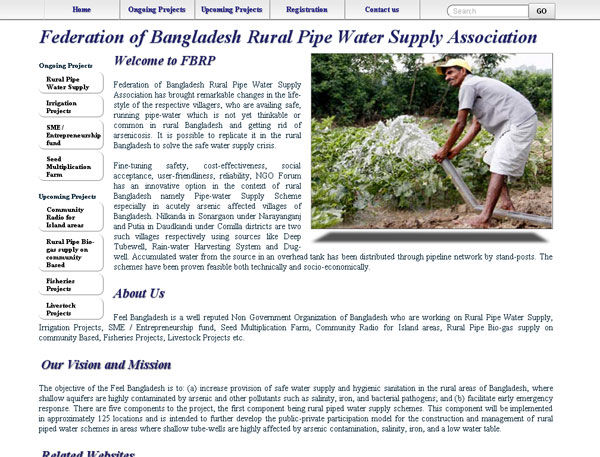 Home Ongoing Projects Upcoming Projects Registration Contact us Search GO
Federation of Bangladesh Rural Pipe Water Supply Association
Ongoing Projects
Rural Pipe
Water Supply
Irrigation
Projects
SME /
Entrepreneurship
fund
Seed
Multiplication
Farm
Upcoming Projects
Community
Radio for
Island areas
Rural Pipe Bio-
gas supply on
community
Based
Fisheries
Projects
Livestock
Projects
Welcome to FBRP
Federation of Bangladesh Rural Pipe Water Supply
Association has brought remarkable changes in the life-
style of the respective villagers, who are availing safe,
running pipe-water which is not yet thinkable or
common in rural Bangladesh and getting rid of
arsenicosis. It is possible to replicate it in the rural
Bangladesh to solve the safe water supply crisis.
Fine-tuning safety, cost-effectiveness, social
acceptance, user-friendliness, reliability, NGO Forum
has an innovative option in the context of rural
Bangladesh namely Pipe-water Supply Scheme
especially in acutely arsenic affected villages of
Bangladesh. Nilkanda in Sonargaon under Narayanganj
and Putia in Daudkandi under Comilla districts are two
such villages respectively using sources like Deep
Tubewell, Rain-water Harvesting System and Dug-
well. Accumulated water from the source in an overhead tank has been distributed through pipeline network by stand-posts. The
schemes have been proven feasible both technically and socio-economically.
About Us
Feel Bangladesh is a well reputed Non Government Organization of Bangladesh who are working on Rural Pipe Water Supply,
Irrigation Projects, SME / Entrepreneurship fund, Seed Multiplication Farm, Community Radio for Island areas, Rural Pipe Bio-gas supply on
community Based, Fisheries Projects, Livestock Projects etc.
Our Vision and Mission
The objective of the Feel Bangladesh is to: (a) increase provision of safe water supply and hygienic sanitation in the rural areas of Bangladesh, where
shallow aquifers are highly contaminated by arsenic and other pollutants such as salinity, iron, and bacterial pathogens; and (b) facilitate early emergency
response. There are five components to the project, the first component being rural piped water supply schemes. This component will be implemented
in approximately 125 locations and is intended to further develop the public-private participation model for the construction and management of rural
piped water schemes in areas where shallow tube-wells are highly affected by arsenic contamination, salinity, iron, and a low water table.
Related Websites